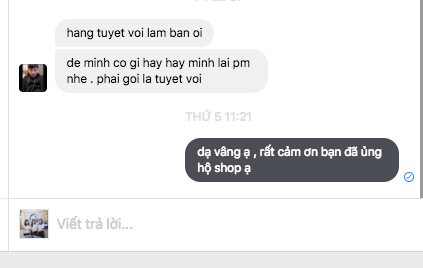 hang tuyet voi lam ban oi
de minh co gi hay hay minh lai pm
nhe . phai goi la tuyet voi
THỨ 5 11:21
dạ vâng ạ , rất cảm ơn bạn đã ủng
hộ shop ạ
Viết trả lời...